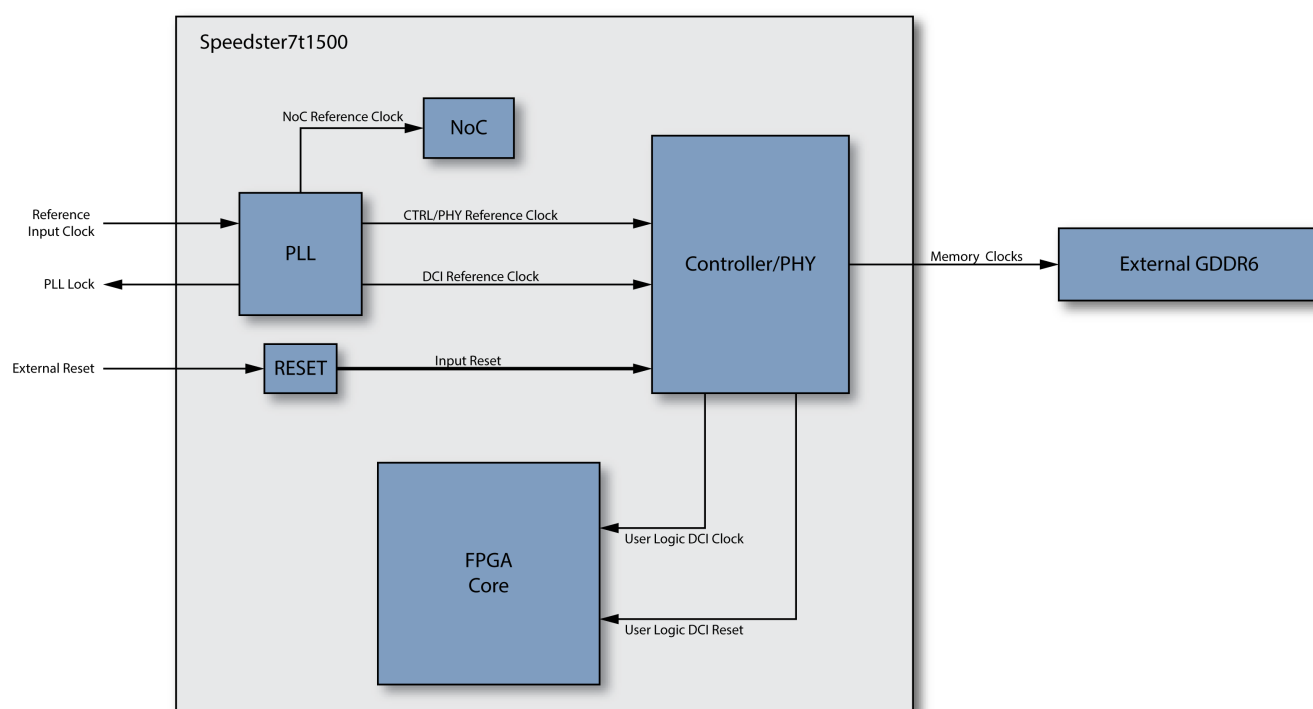 Speedster7t1500
NoC Reference Clock
NoC
Reference
Input Clock
CTRL/PHY Reference Clock
PLL
Controller/PHY
Memory Clocks
External GDDR6
PLL Lock
DCI Reference Clock
External Reset
RESET
Input Reset
User Logic DCI Clock
FPGA
Core
User Logic DCI Reset